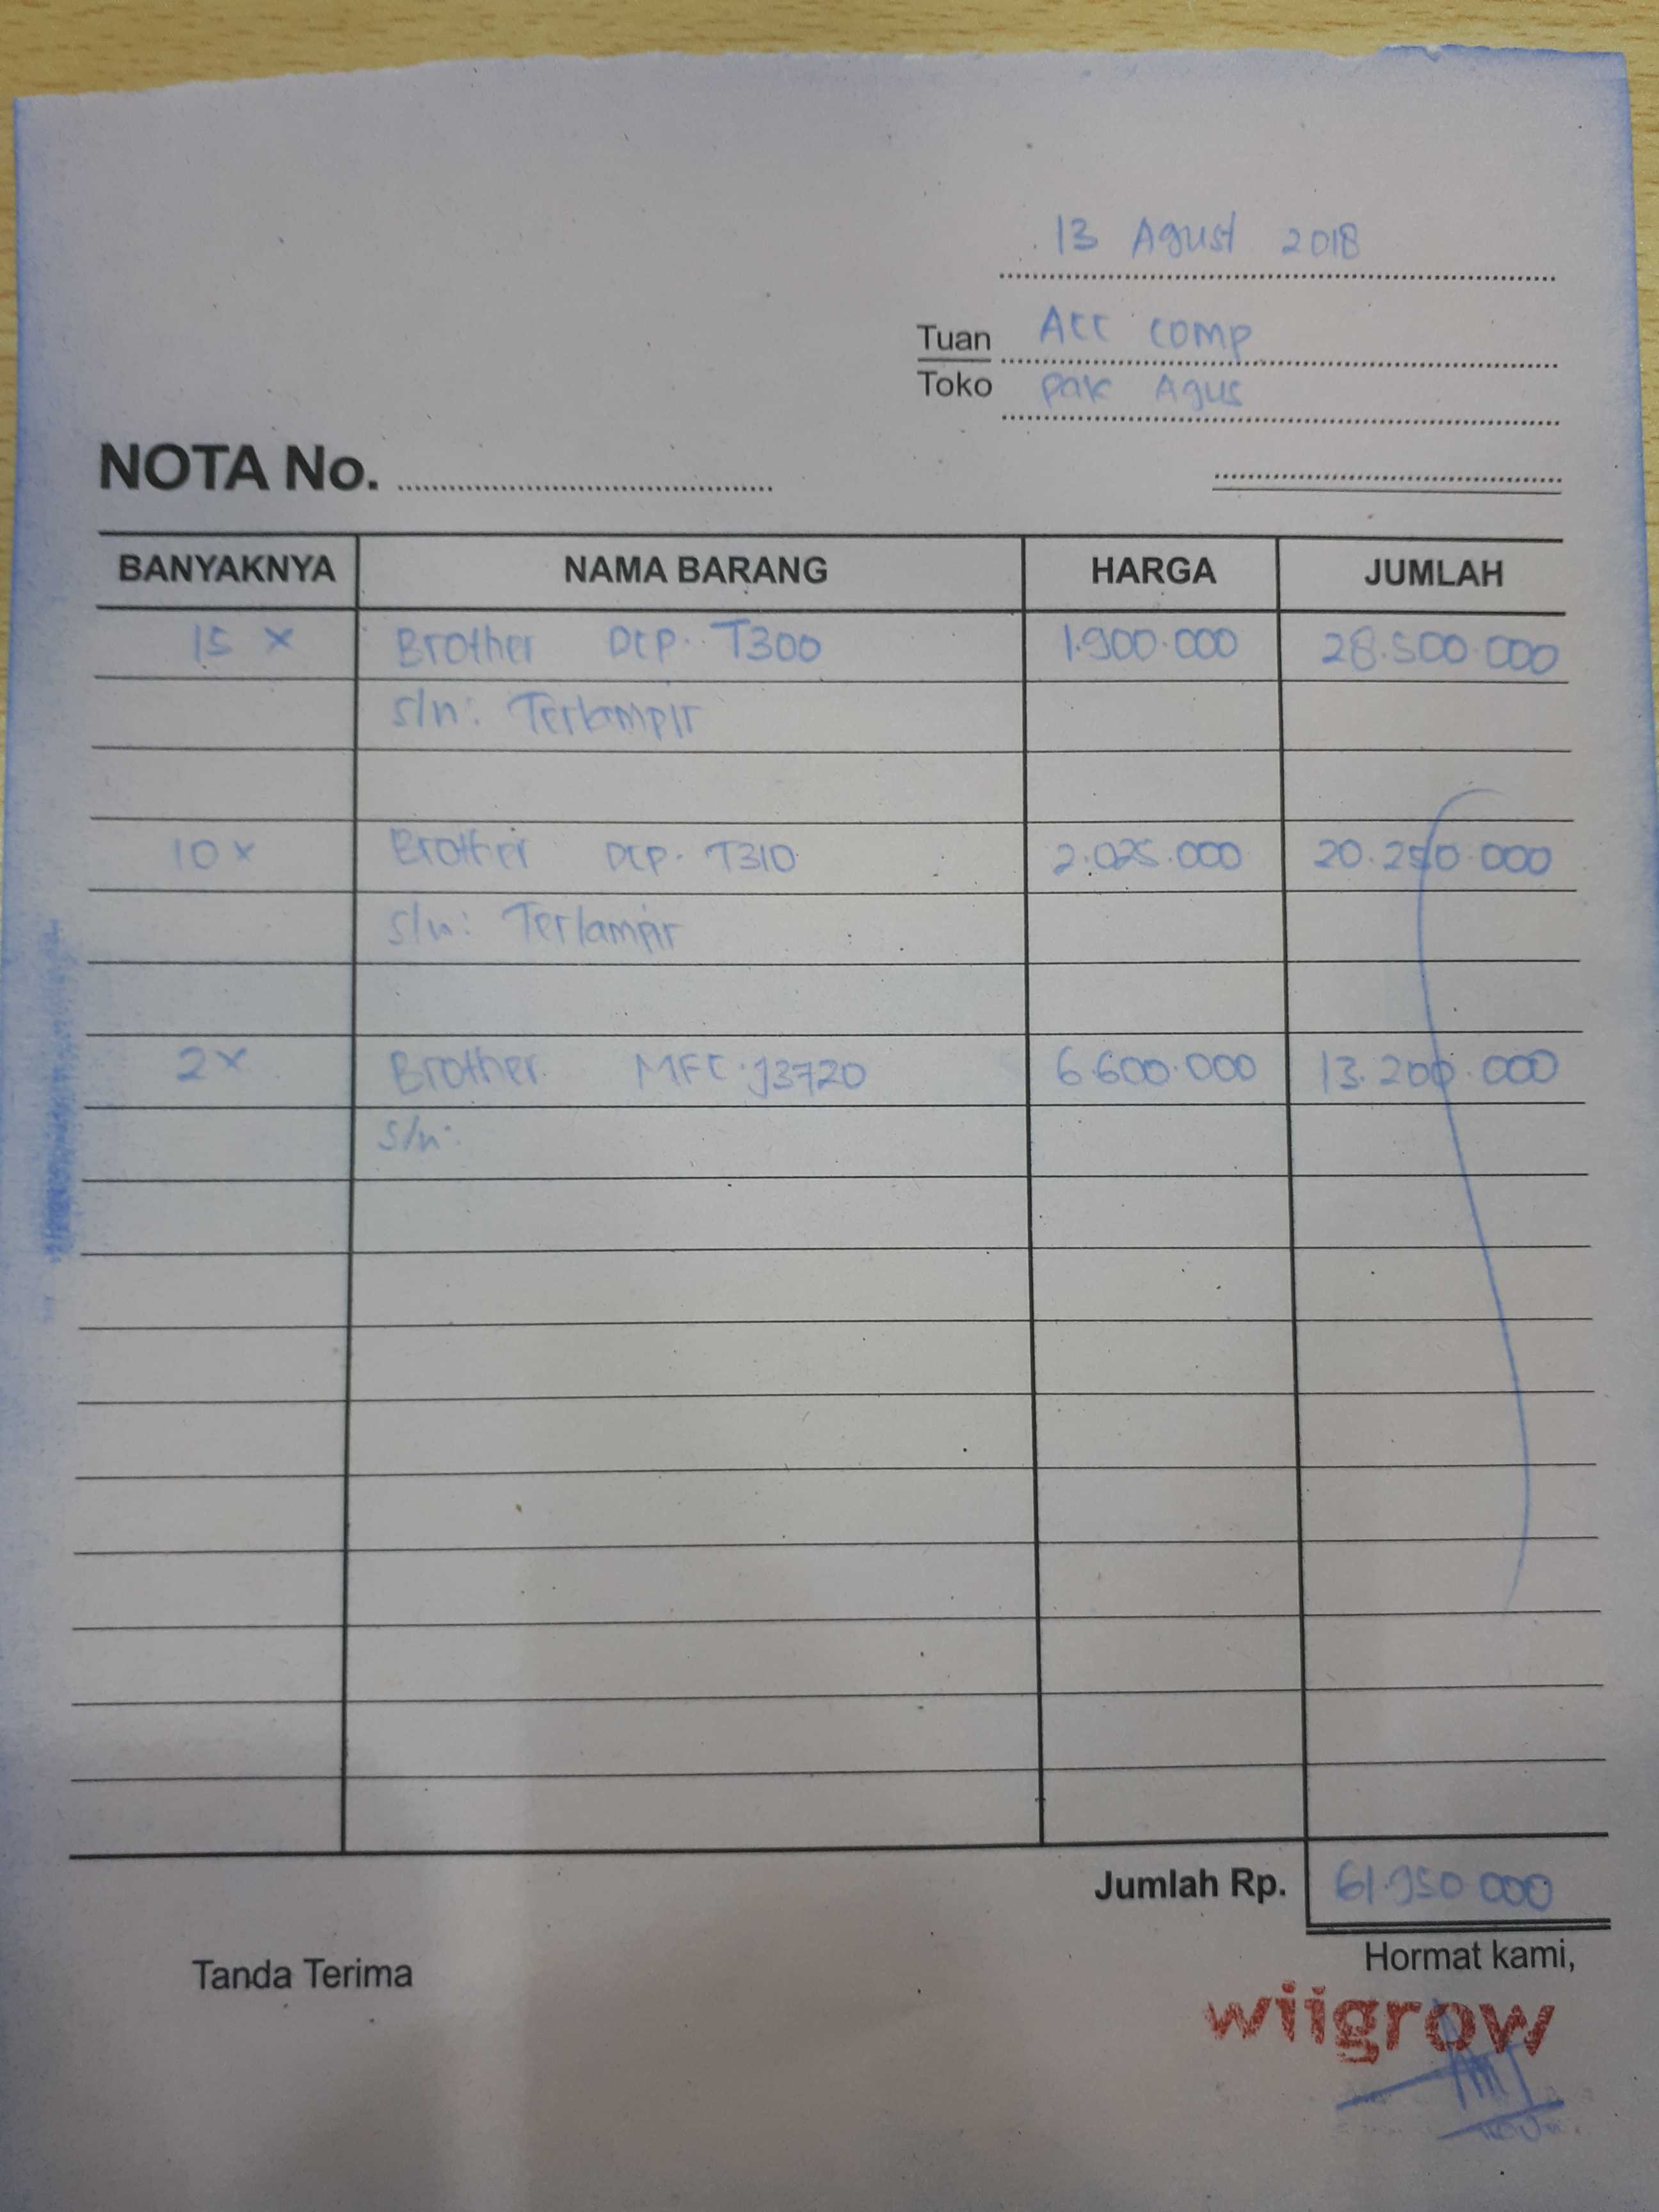 13 Agust 2018
Tuan Acc comp
Toko pak Agus
NOTA No.
BANYAKNYA NAMA BARANG HARGA JUMLAH
15 x Brother DCP. T300 1.900.000 28.500.000
s/n: Terlampir
10 x Brother DCP. T310 2.025.000 20.250.000
s/n: Terlampir
2 x Brother MFC.J3720 6.600.000 13.200.000
s/n:
Jumlah Rp. 61.950.000
Tanda Terima Hormat kami,
wiigrow